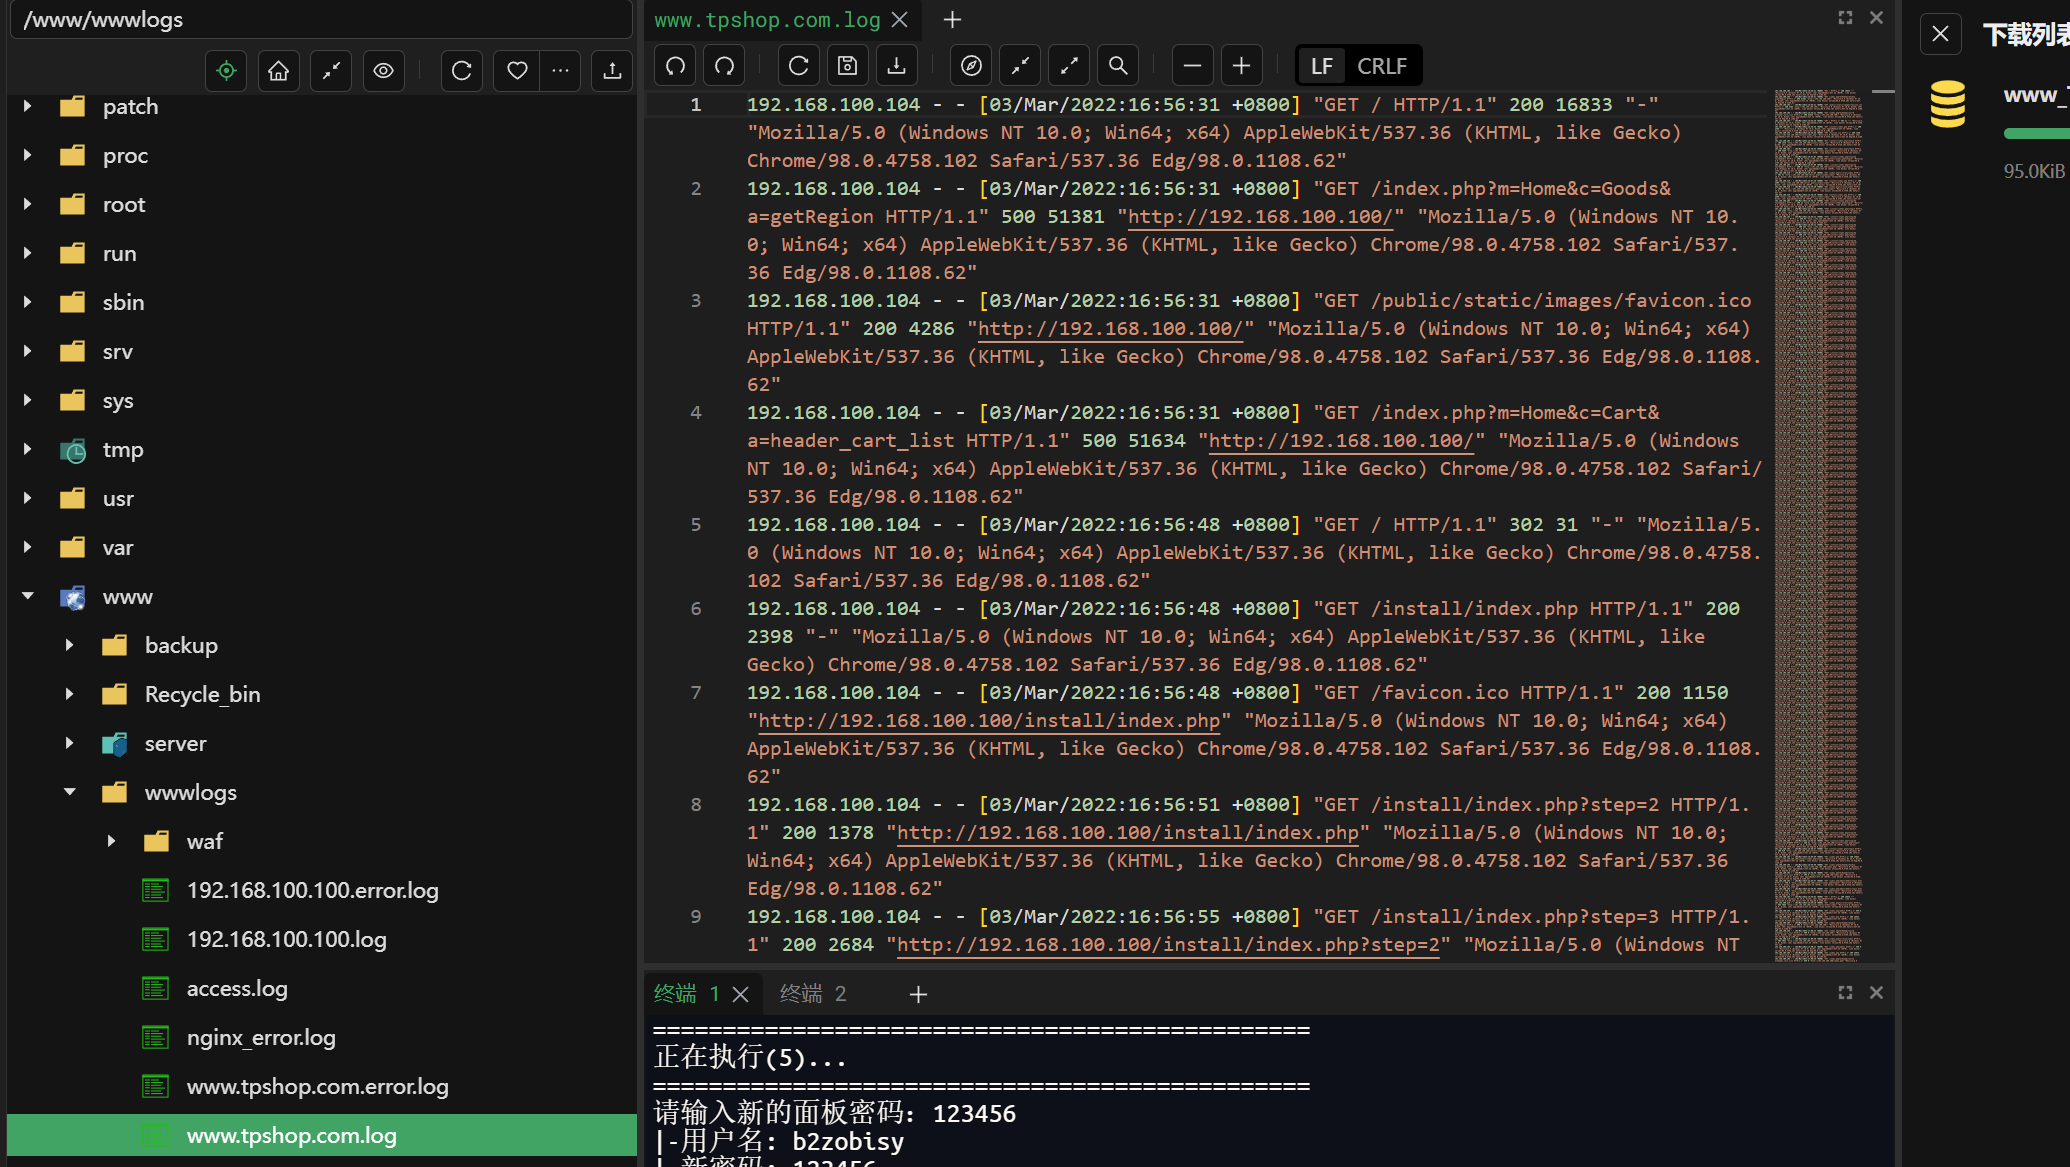 /www/wwwlogs
patch
proc
root
run
sbin
srv
sys
tmp
usr
var
www
backup
Recycle_bin
server
wwwlogs
waf
192.168.100.100.error.log
192.168.100.100.log
access.log
nginx_error.log
www.tpshop.com.error.log
www.tpshop.com.log
www.tpshop.com.log
LF CRLF
1 192.168.100.104 - - [03/Mar/2022:16:56:31 +0800] "GET / HTTP/1.1" 200 16833 "-"
"Mozilla/5.0 (Windows NT 10.0; Win64; x64) AppleWebKit/537.36 (KHTML, like Gecko)
Chrome/98.0.4758.102 Safari/537.36 Edg/98.0.1108.62"
2 192.168.100.104 - - [03/Mar/2022:16:56:31 +0800] "GET /index.php?m=Home&c=Goods&
a=getRegion HTTP/1.1" 500 51381 "http://192.168.100.100/" "Mozilla/5.0 (Windows NT 10.
0; Win64; x64) AppleWebKit/537.36 (KHTML, like Gecko) Chrome/98.0.4758.102 Safari/537.
36 Edg/98.0.1108.62"
3 192.168.100.104 - - [03/Mar/2022:16:56:31 +0800] "GET /public/static/images/favicon.ico
HTTP/1.1" 200 4286 "http://192.168.100.100/" "Mozilla/5.0 (Windows NT 10.0; Win64; x64)
AppleWebKit/537.36 (KHTML, like Gecko) Chrome/98.0.4758.102 Safari/537.36 Edg/98.0.1108.
62"
4 192.168.100.104 - - [03/Mar/2022:16:56:31 +0800] "GET /index.php?m=Home&c=Cart&
a=header_cart_list HTTP/1.1" 500 51634 "http://192.168.100.100/" "Mozilla/5.0 (Windows
NT 10.0; Win64; x64) AppleWebKit/537.36 (KHTML, like Gecko) Chrome/98.0.4758.102 Safari/
537.36 Edg/98.0.1108.62"
5 192.168.100.104 - - [03/Mar/2022:16:56:48 +0800] "GET / HTTP/1.1" 302 31 "-" "Mozilla/5.
0 (Windows NT 10.0; Win64; x64) AppleWebKit/537.36 (KHTML, like Gecko) Chrome/98.0.4758.
102 Safari/537.36 Edg/98.0.1108.62"
6 192.168.100.104 - - [03/Mar/2022:16:56:48 +0800] "GET /install/index.php HTTP/1.1" 200
2398 "-" "Mozilla/5.0 (Windows NT 10.0; Win64; x64) AppleWebKit/537.36 (KHTML, like
Gecko) Chrome/98.0.4758.102 Safari/537.36 Edg/98.0.1108.62"
7 192.168.100.104 - - [03/Mar/2022:16:56:48 +0800] "GET /favicon.ico HTTP/1.1" 200 1150
"http://192.168.100.100/install/index.php" "Mozilla/5.0 (Windows NT 10.0; Win64; x64)
AppleWebKit/537.36 (KHTML, like Gecko) Chrome/98.0.4758.102 Safari/537.36 Edg/98.0.1108.
62"
8 192.168.100.104 - - [03/Mar/2022:16:56:51 +0800] "GET /install/index.php?step=2 HTTP/1.
1" 200 1378 "http://192.168.100.100/install/index.php" "Mozilla/5.0 (Windows NT 10.0;
Win64; x64) AppleWebKit/537.36 (KHTML, like Gecko) Chrome/98.0.4758.102 Safari/537.36
Edg/98.0.1108.62"
9 192.168.100.104 - - [03/Mar/2022:16:56:55 +0800] "GET /install/index.php?step=3 HTTP/1.
1" 200 2684 "http://192.168.100.100/install/index.php?step=2" "Mozilla/5.0 (Windows NT
终端 1 终端 2
===============================================
正在执行(5)...
===============================================
请输入新的面板密码: 123456
|-用户名: b2zobisy
|-新密码: 123456
下载列表
www_
95.0KiB